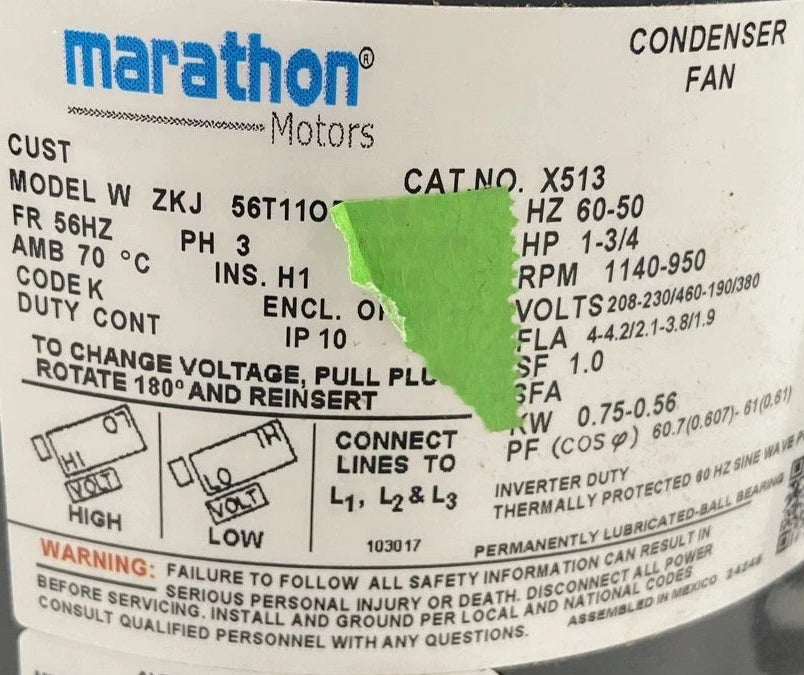 marathon®
Motors
CONDENSER
FAN
CUST
CAT.NO. X513
MODEL W ZKJ 56T110
HZ 60-50
FR 56HZ PH 3
HP 1-3/4
AMB 70 °C INS. H1
RPM 1140-950
CODE K ENCL.
VOLTS 208-230/460-190/380
DUTY CONT IP 10
FLA 4-4.2/2.1-3.8/1.9
SF 1.0
SFA
KW 0.75-0.56
PF (COS φ) 60.7(0.607)-61(0.61)
TO CHANGE VOLTAGE, PULL
ROTATE 180° AND REINSERT
HI LO
VOLT
HIGH
LO HI
VOLT
LOW
CONNECT
LINES TO
L1, L2 & L3
103017
INVERTER DUTY
THERMALLY PROTECTED 60 HZ SINE WAVE
PERMANENTLY LUBRICATED-BALL BEARING
WARNING: FAILURE TO FOLLOW ALL SAFETY INFORMATION CAN RESULT IN
SERIOUS PERSONAL INJURY OR DEATH. DISCONNECT ALL POWER
BEFORE SERVICING. INSTALL AND GROUND PER LOCAL AND NATIONAL CODES
CONSULT QUALIFIED PERSONNEL WITH ANY QUESTIONS.
ASSEMBLED IN MEXICO